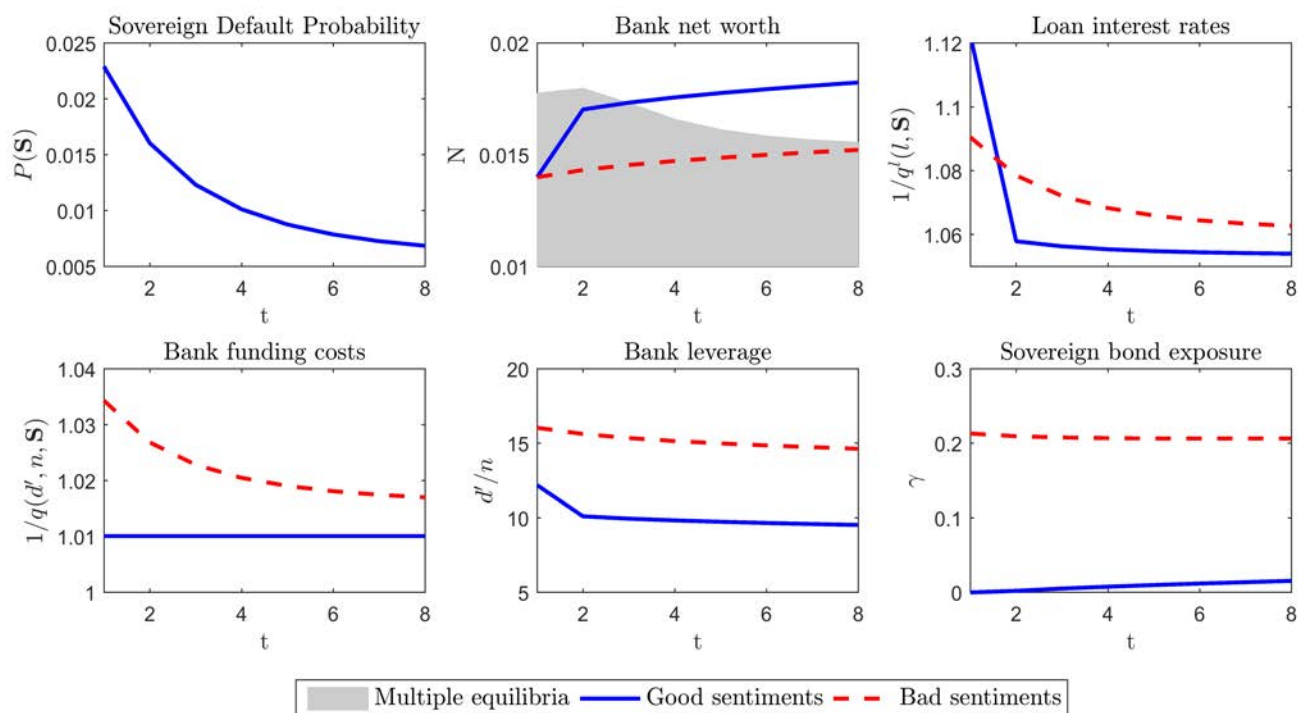 Sovereign Default Probability
0.025
0.02
0.015
0.01
0.005
P(S)
2 4 6 8
t
Bank net worth
0.02
0.015
0.01
N
2 4 6 8
t
Loan interest rates
1.12
1.1
1.08
1.06
1/q^l(l, S)
2 4 6 8
t
Bank funding costs
1.04
1.03
1.02
1.01
1
1/q(d′, n, S)
2 4 6 8
t
Bank leverage
20
15
10
5
d′/n
2 4 6 8
t
Sovereign bond exposure
0.3
0.2
0.1
0
γ
2 4 6 8
t
Multiple equilibria Good sentiments Bad sentiments